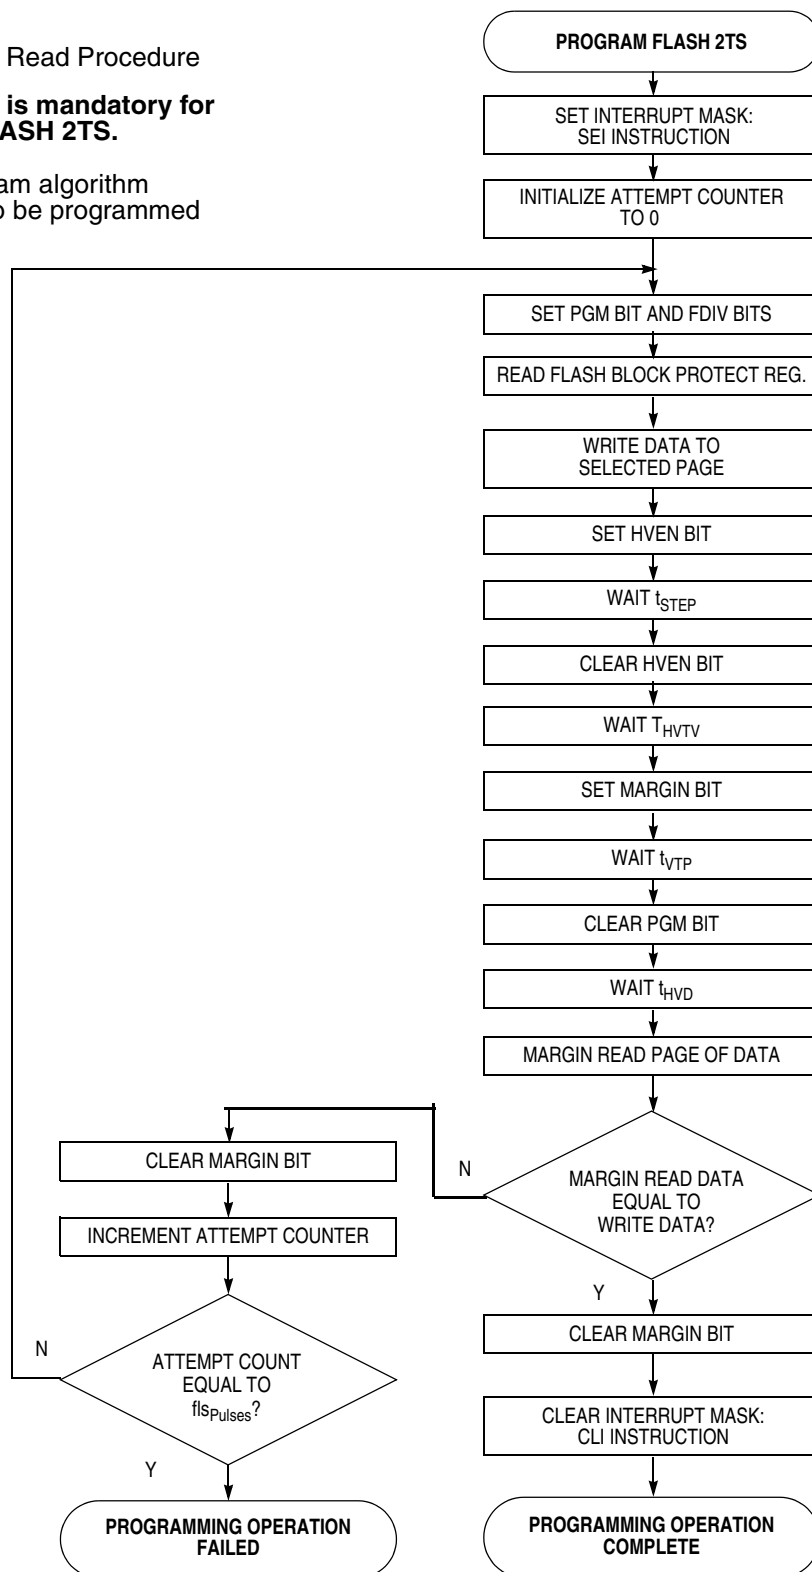 Read Procedure
is mandatory for
ASH 2TS.
am algorithm
o be programmed
PROGRAM FLASH 2TS
SET INTERRUPT MASK:
SEI INSTRUCTION
INITIALIZE ATTEMPT COUNTER
TO 0
SET PGM BIT AND FDIV BITS
READ FLASH BLOCK PROTECT REG.
WRITE DATA TO
SELECTED PAGE
SET HVEN BIT
WAIT tSTEP
CLEAR HVEN BIT
WAIT THVTV
SET MARGIN BIT
WAIT tVTP
CLEAR PGM BIT
WAIT tHVD
MARGIN READ PAGE OF DATA
MARGIN READ DATA
EQUAL TO
WRITE DATA?
N
CLEAR MARGIN BIT
INCREMENT ATTEMPT COUNTER
ATTEMPT COUNT
EQUAL TO
flsPulses?
N
Y
PROGRAMMING OPERATION
FAILED
Y
CLEAR MARGIN BIT
CLEAR INTERRUPT MASK:
CLI INSTRUCTION
PROGRAMMING OPERATION
COMPLETE